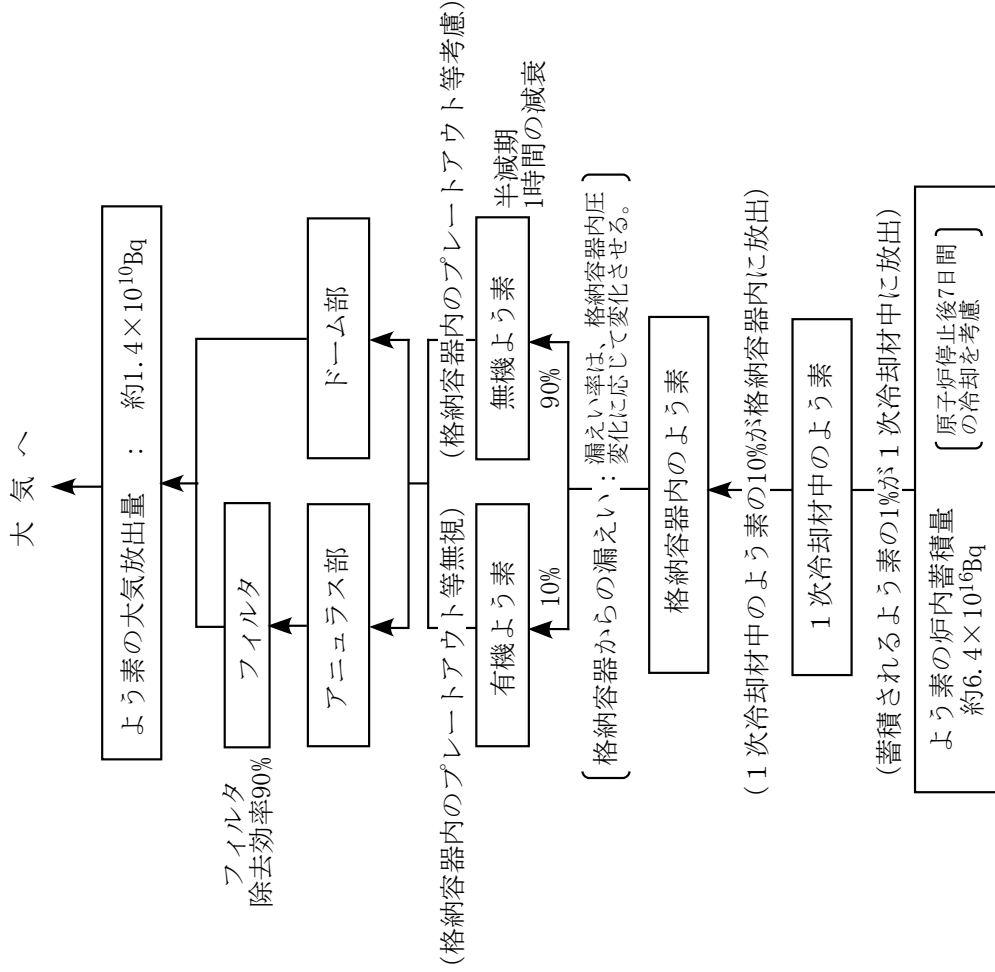 大 気 へ
よう素の大気放出量 ： 約1.4×10¹⁰Bq
フィルタ
除去効率90%
フィルタ
アニュラス部
ドーム部
(格納容器内のプレートアウト等無視)
(格納容器内のプレートアウト等考慮)
有機よう素
無機よう素
半減期
1時間の減衰
10%
90%
格納容器からの漏えい：漏えい率は、格納容器内圧
変化に応じて変化させる。
格納容器内のよう素
(１次冷却材中のよう素の10%が格納容器内に放出)
１次冷却材中のよう素
(蓄積されるよう素の1%が１次冷却材中に放出)
よう素の炉内蓄積量
約6.4×10¹⁶Bq
原子炉停止後7日間
の冷却を考慮